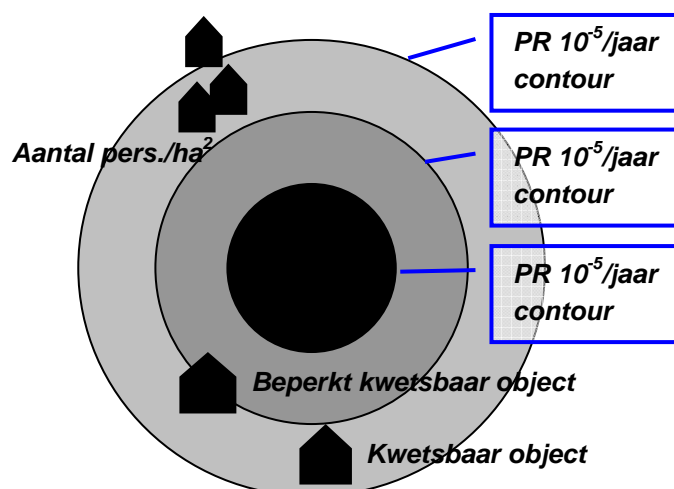 PR 10⁻⁵/jaar
contour
Aantal pers./ha²
PR 10⁻⁵/jaar
contour
PR 10⁻⁵/jaar
contour
Beperkt kwetsbaar object
Kwetsbaar object